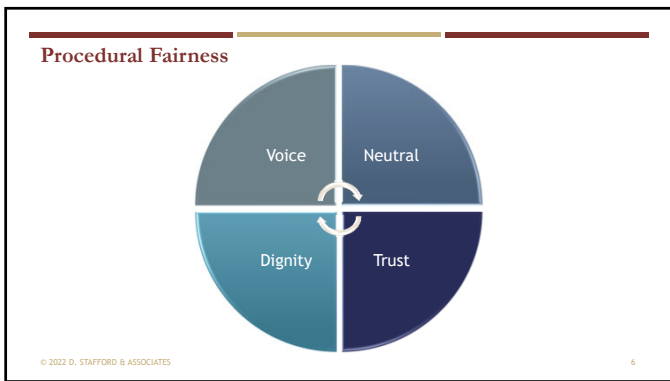 Procedural Fairness
Voice
Neutral
Dignity
Trust
© 2022 D. STAFFORD & ASSOCIATES
6